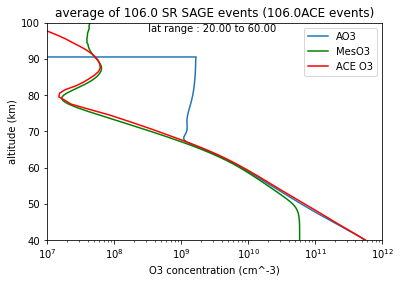 average of 106.0 SR SAGE events (106.0ACE events)
lat range : 20.00 to 60.00
AO3
MesO3
ACE O3
altitude (km)
100
90
80
70
60
50
40
10^7 10^8 10^9 10^10 10^11 10^12
O3 concentration (cm^-3)